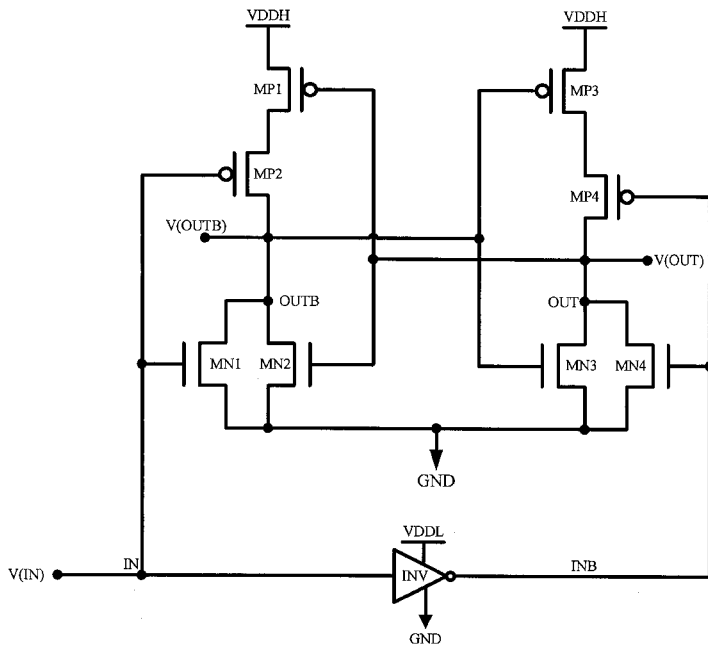 VDDH
VDDH
MP1
MP3
MP2
MP4
V(OUTB)
V(OUT)
OUTB
OUT
MN1
MN2
MN3
MN4
GND
VDDL
V(IN)
IN
INV
INB
GND